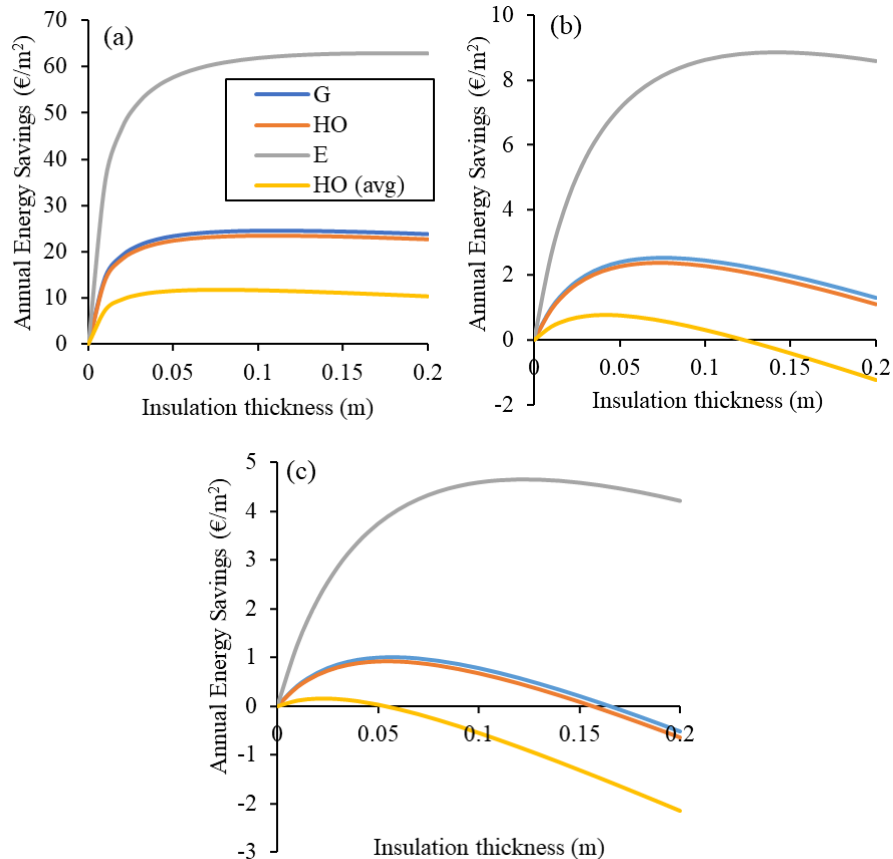 (a)
Annual Energy Savings (€/m²)
70
60
50
40
30
20
10
0
G
HO
E
HO (avg)
0 0.05 0.1 0.15 0.2
Insulation thickness (m)
(b)
Annual Energy Savings (€/m²)
10
8
6
4
2
0
-2
0 0.05 0.1 0.15 0.2
Insulation thickness (m)
(c)
Annual Energy Savings (€/m²)
5
4
3
2
1
0
-1
-2
-3
0 0.05 0.1 0.15 0.2
Insulation thickness (m)